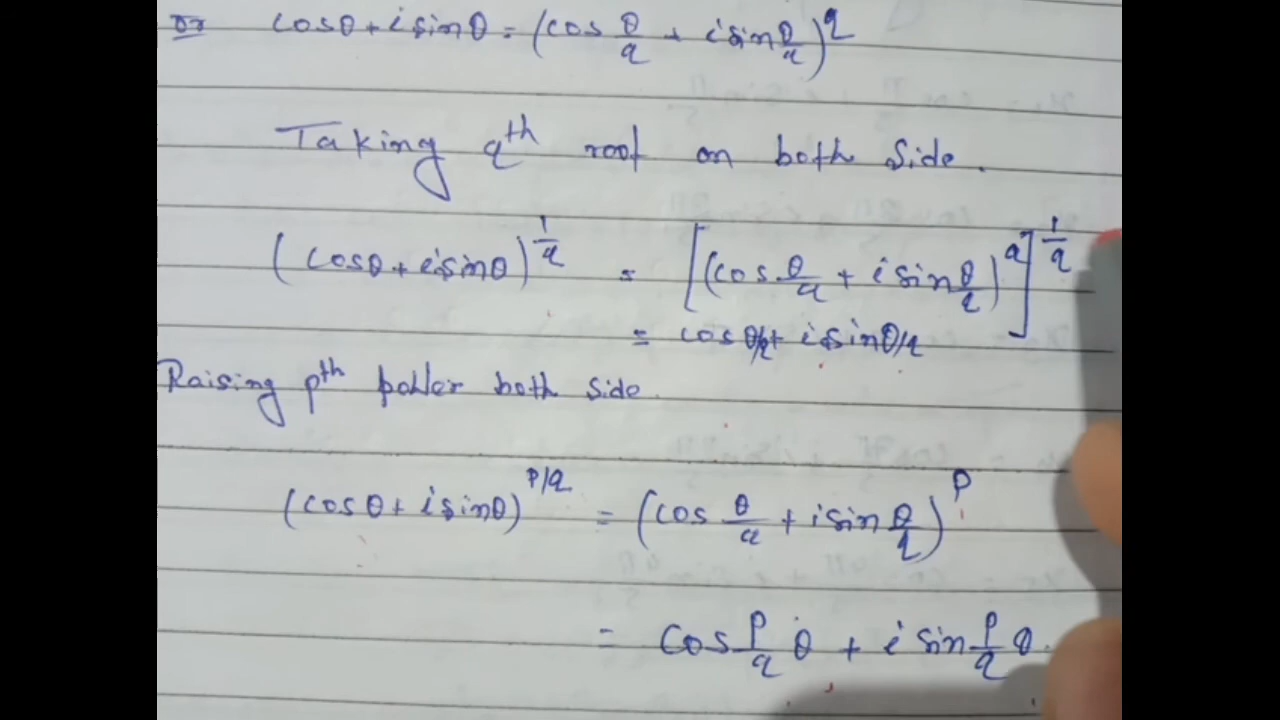 or cosθ + i sinθ = (cos θ/q + i sin θ/q)^q
Taking q^th root on both side.
(cosθ + i sinθ)^1/q = [(cos θ/q + i sin θ/q)^q]^1/q
= cos θ/q + i sin θ/q
Raising p^th power both side.
(cosθ + i sinθ)^p/q = (cos θ/q + i sin θ/q)^p
= cos p/q θ + i sin p/q θ.